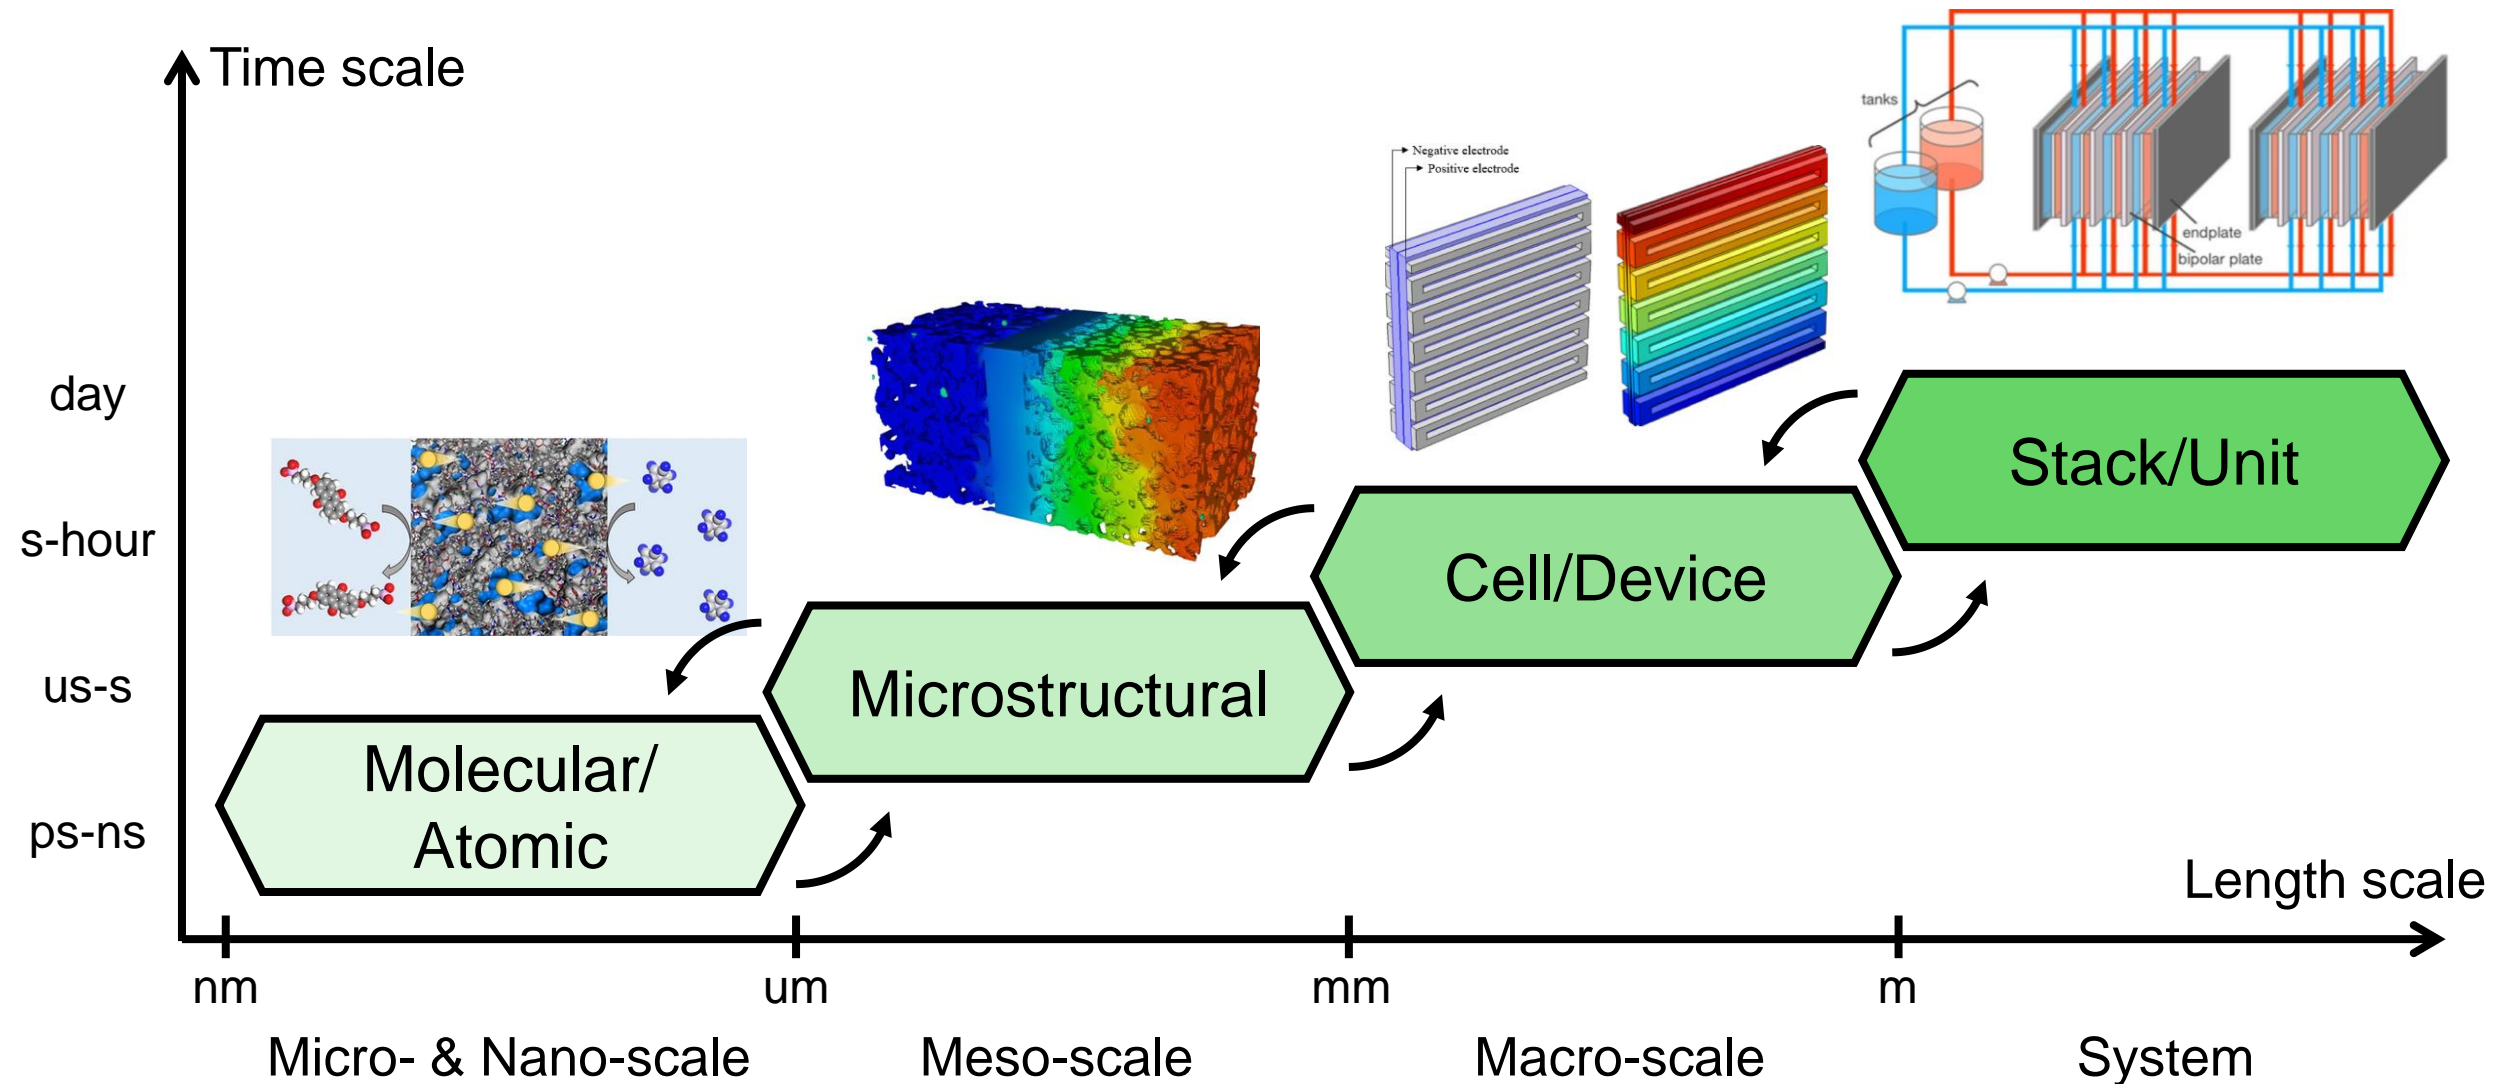 Time scale
tanks
Negative electrode
Positive electrode
endplate
bipolar plate
day
s-hour
us-s
ps-ns
Stack/Unit
Cell/Device
Microstructural
Molecular/
Atomic
Length scale
nm
um
mm
m
Micro- & Nano-scale
Meso-scale
Macro-scale
System